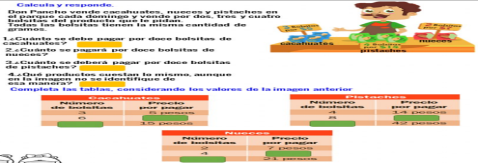 Calcula y responde.
Don Pancho vende cacahuates, nueces y pistaches en
el parque cada domingo y vende por dos, tres y cuatro
bolsitas del producto que te pidan.
Todas las bolsitas tienen la misma cantidad de
gramos.
1.¿Cuánto se debe pagar por doce bolsitas de
cacahuates?
2.¿Cuánto se pagará por doce bolsitas de
nueces?
3.¿Cuánto se deberá pagar por doce bolsitas
de pistaches?
4.¿Qué productos cuestan lo mismo, aunque
en la imagen no se identifique de
esa manera?
cacahuates
nueces
pistaches
Completa las tablas, considerando los valores de la imagen anterior
Cacahuates
Número de bolsitas
Precio por pagar
3
5 pesos
6
15 pesos
Pistaches
Número de bolsitas
Precio por pagar
4
14 pesos
8
42 pesos
Nueces
Número de bolsitas
Precio por pagar
2
7 pesos
4
21 pesos